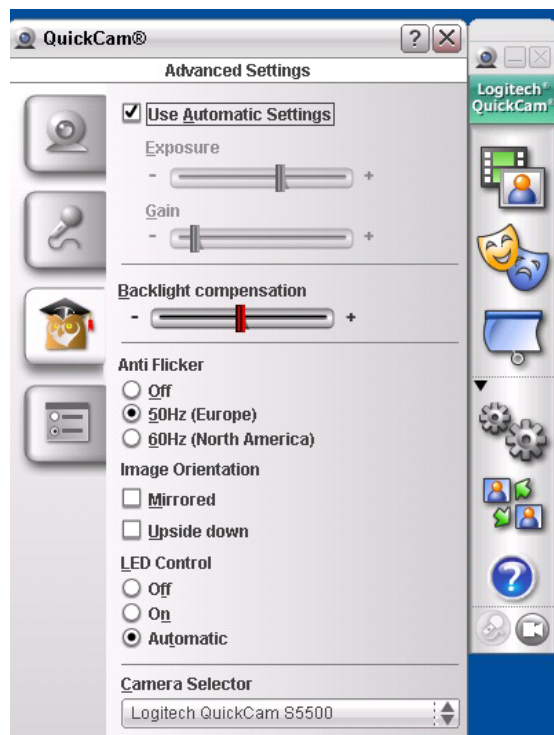 QuickCam®
Advanced Settings
Use Automatic Settings
Exposure
- +
Gain
- +
Backlight compensation
- +
Anti Flicker
Off
50Hz (Europe)
60Hz (North America)
Image Orientation
Mirrored
Upside down
LED Control
Off
On
Automatic
Camera Selector
Logitech QuickCam S5500
Logitech®
QuickCam®